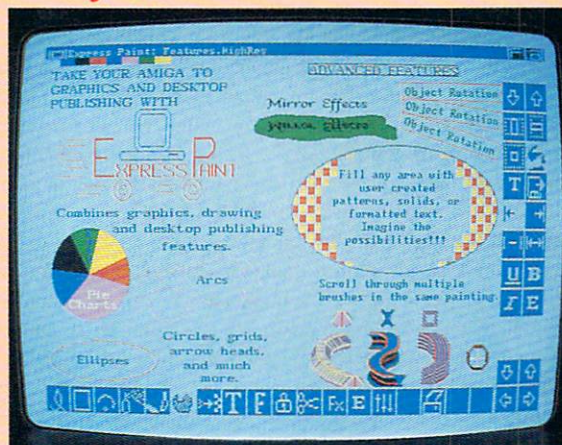 Express Paint: Features.HighRes
TAKE YOUR AMIGA TO
GRAPHICS AND DESKTOP
PUBLISHING WITH
EXPRESS PAINT
Combines graphics, drawing
and desktop publishing
features.
Pie
Charts
Arcs
Ellipses
Circles, grids,
arrow heads,
and much
more.
ADVANCED FEATURES:
Mirror Effects
Object Rotation
Object Rotation
Object Rotation
Fill any area with
user created
patterns, solids, or
formatted text.
Imagine the
possibilities!!!
Scroll through multiple
brushes in the same painting.
T
U B
I E
T F Fx E